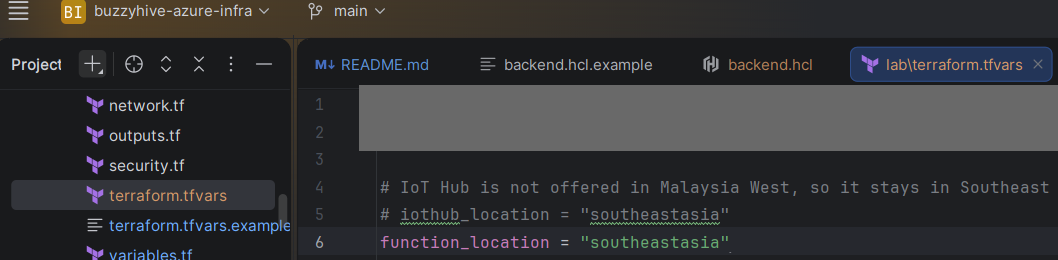 BI buzzyhive-azure-infra main
Project
README.md backend.hcl.example backend.hcl lab\terraform.tfvars
network.tf
outputs.tf
security.tf
terraform.tfvars
terraform.tfvars.example
variables.tf
1
2
3
4 # IoT Hub is not offered in Malaysia West, so it stays in Southeast
5 # iothub_location = "southeastasia"
6 function_location = "southeastasia"